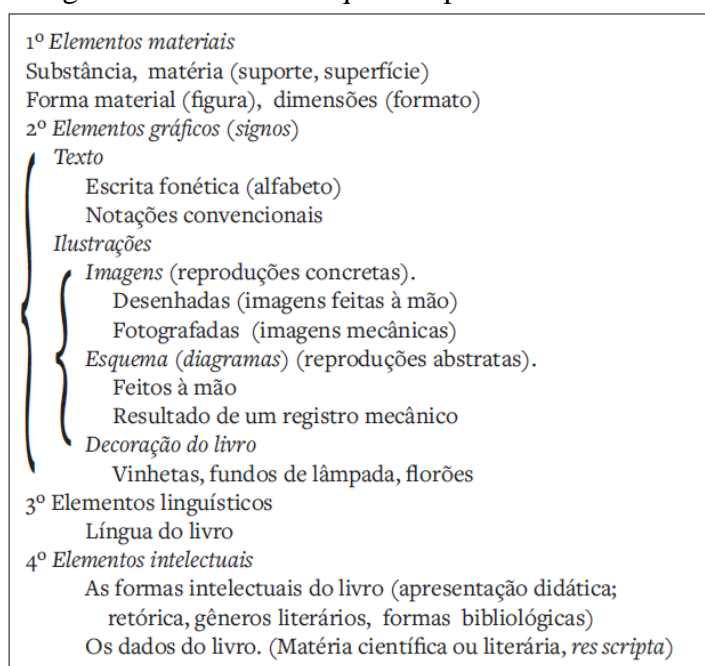 1º Elementos materiais
Substância, matéria (suporte, superfície)
Forma material (figura), dimensões (formato)
2º Elementos gráficos (signos)
Texto
Escrita fonética (alfabeto)
Notações convencionais
Ilustrações
Imagens (reproduções concretas).
Desenhadas (imagens feitas à mão)
Fotografadas (imagens mecânicas)
Esquema (diagramas) (reproduções abstratas).
Feitos à mão
Resultado de um registro mecânico
Decoração do livro
Vinhetas, fundos de lâmpada, florões
3º Elementos linguísticos
Língua do livro
4º Elementos intelectuais
As formas intelectuais do livro (apresentação didática;
retórica, gêneros literários, formas bibliológicas)
Os dados do livro. (Matéria científica ou literária, res scripta)